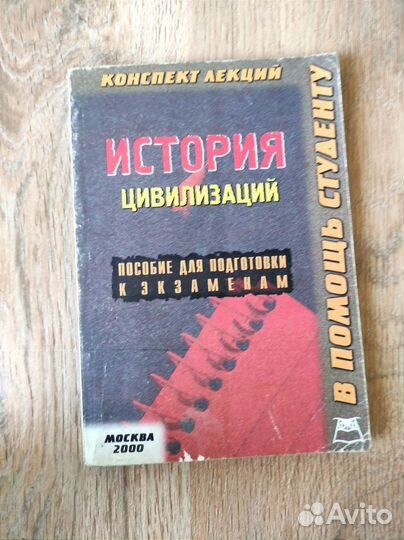 КОНСПЕКТ ЛЕКЦИЙ
ИСТОРИЯ
ЦИВИЛИЗАЦИЙ
ПОСОБИЕ ДЛЯ ПОДГОТОВКИ
К ЭКЗАМЕНАМ
В ПОМОЩЬ СТУДЕНТУ
МОСКВА
2000
Avito